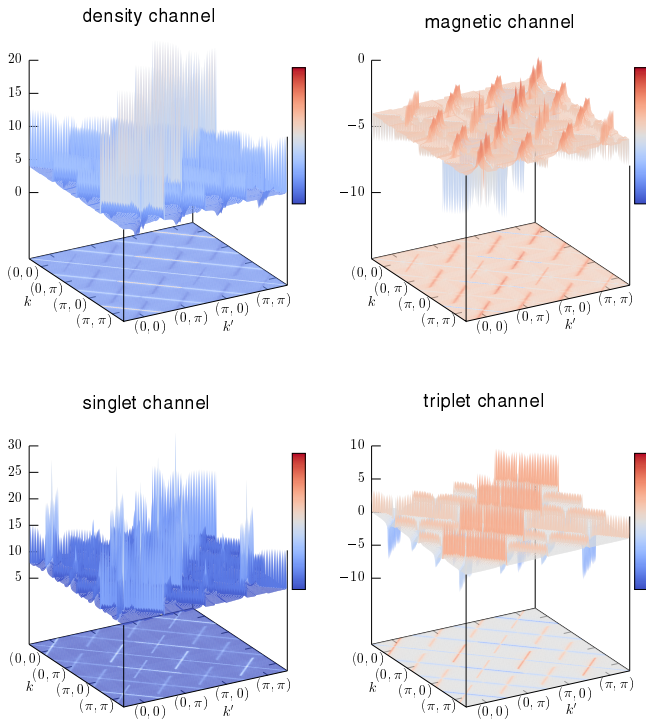 density channel
20
15
10
5
0
(0, 0)
(0, π)
(π, 0)
(π, π)
k
(0, 0)
(0, π)
(π, 0)
(π, π)
k′
magnetic channel
0
−5
−10
(0, 0)
(0, π)
(π, 0)
(π, π)
k
(0, 0)
(0, π)
(π, 0)
(π, π)
k′
singlet channel
30
25
20
15
10
5
(0, 0)
(0, π)
(π, 0)
(π, π)
k
(0, 0)
(0, π)
(π, 0)
(π, π)
k′
triplet channel
10
5
0
−5
−10
(0, 0)
(0, π)
(π, 0)
(π, π)
k
(0, 0)
(0, π)
(π, 0)
(π, π)
k′